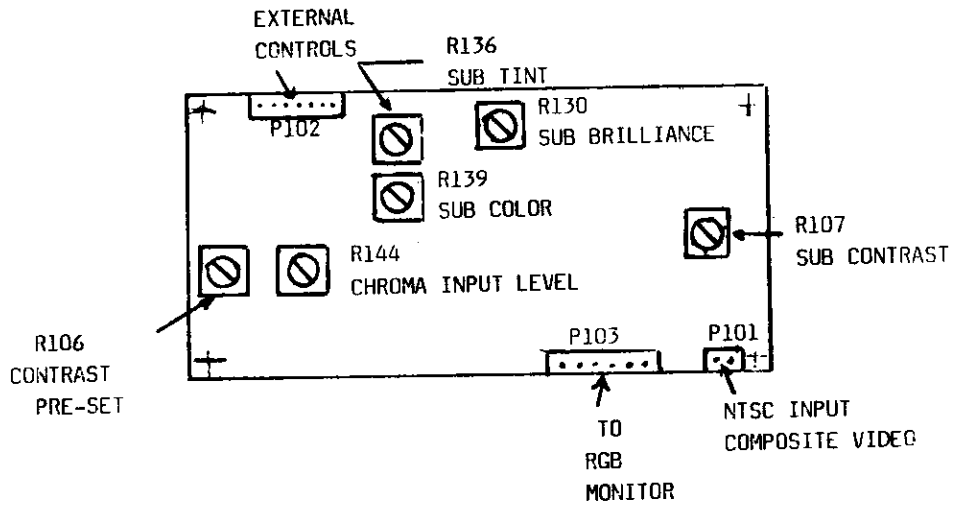 EXTERNAL
CONTROLS
R136
SUB TINT
P102
R130
SUB BRILLIANCE
R139
SUB COLOR
R107
SUB CONTRAST
R144
CHROMA INPUT LEVEL
R106
CONTRAST
PRE-SET
P103
P101
TO
RGB
MONITOR
NTSC INPUT
COMPOSITE VIDEO